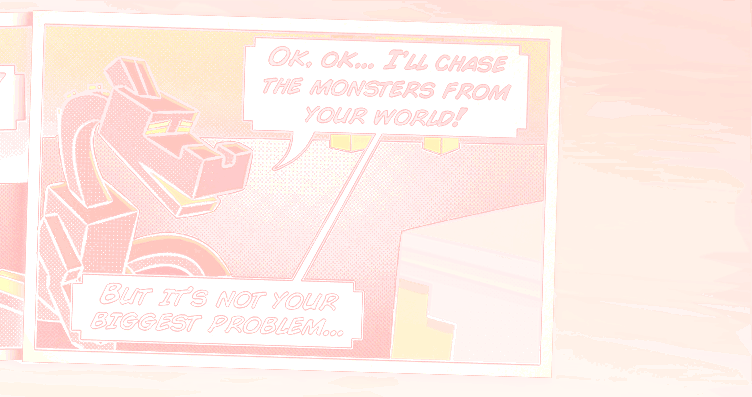 OK, OK... I'LL CHASE
THE MONSTERS FROM
YOUR WORLD!
BUT IT'S NOT YOUR
BIGGEST PROBLEM...